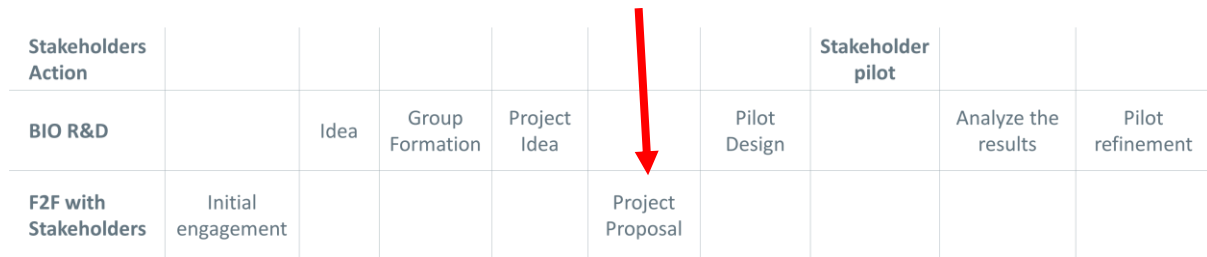 Stakeholders
Action
Stakeholder
pilot
BIO R&D
Idea
Group
Formation
Project
Idea
Pilot
Design
Analyze the
results
Pilot
refinement
F2F with
Stakeholders
Initial
engagement
Project
Proposal